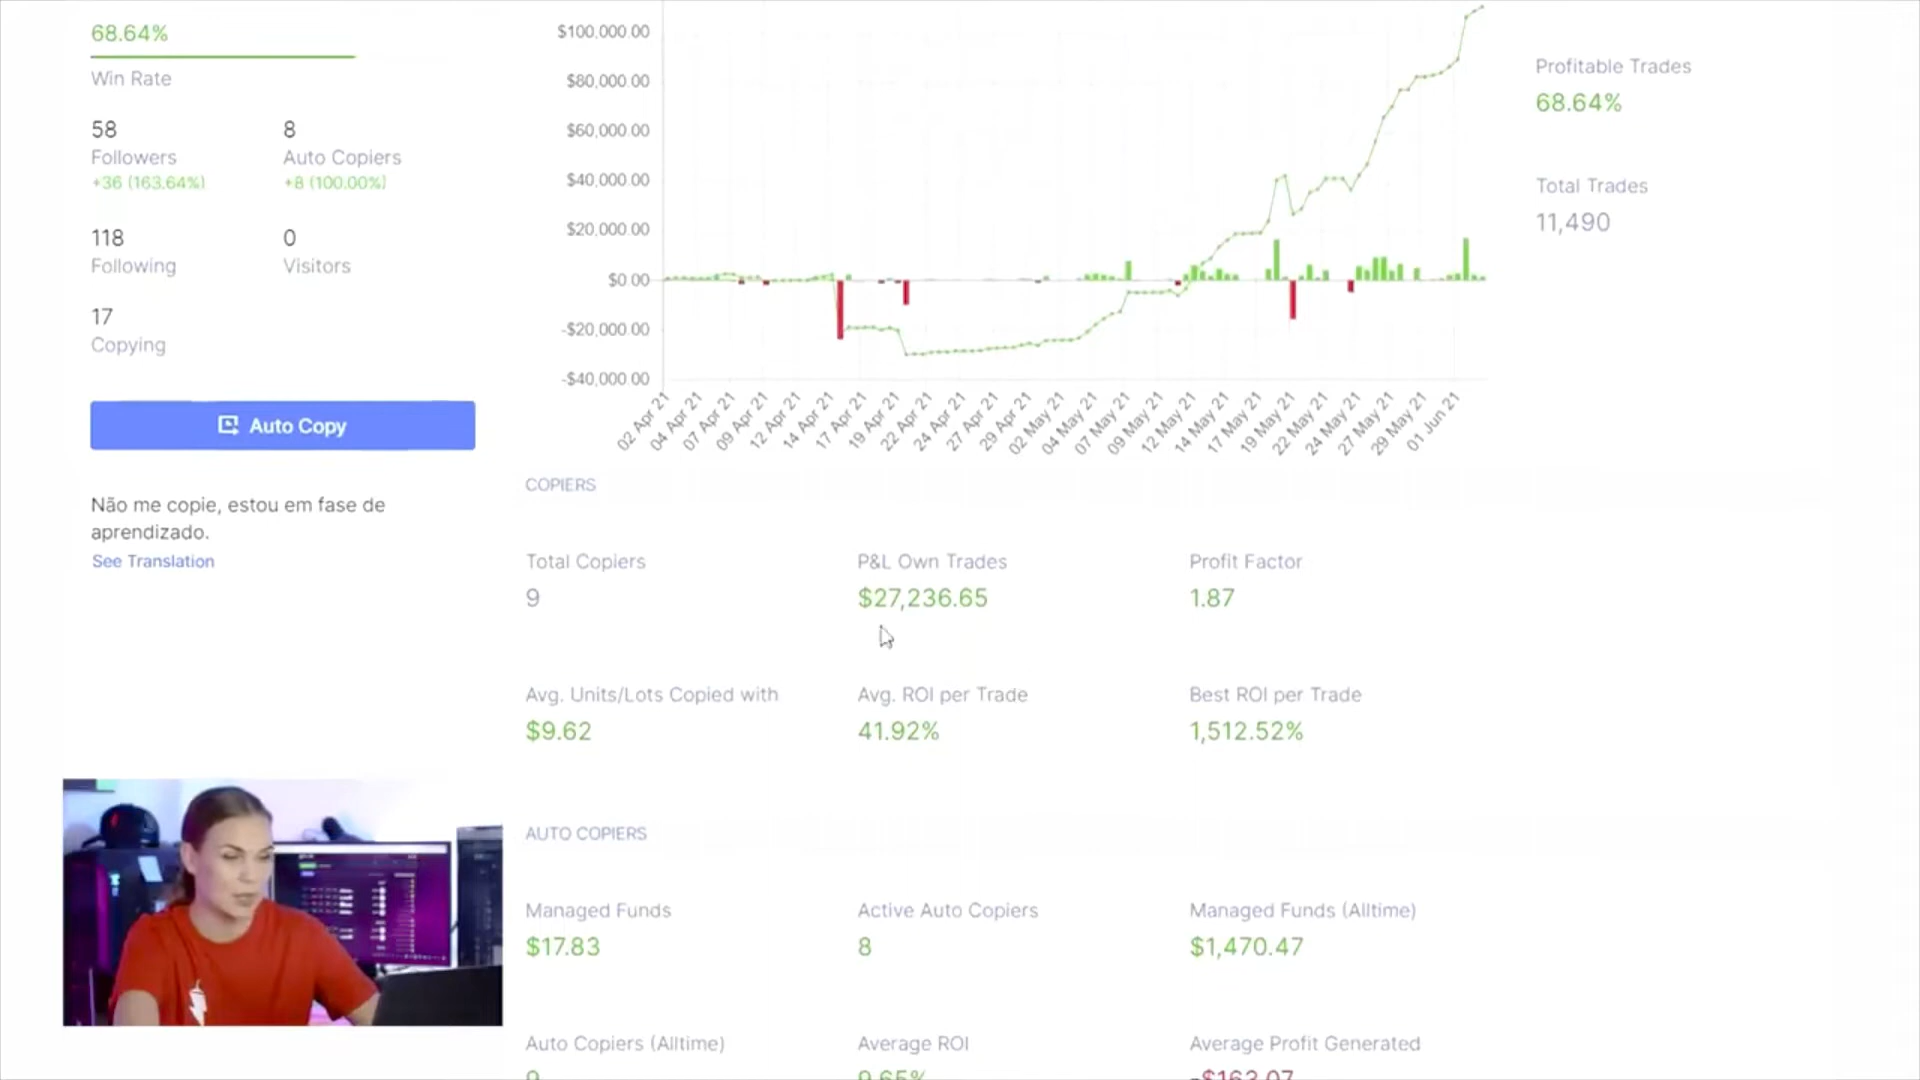 68.64%
Win Rate
58
8
Followers
Auto Copiers
+36 (163.64%)
+8 (100.00%)
118
0
Following
Visitors
17
Copying
Auto Copy
Não me copie, estou em fase de
aprendizado.
See Translation
$100,000.00
$80,000.00
$60,000.00
$40,000.00
$20,000.00
$0.00
-$20,000.00
-$40,000.00
02 Apr 21
04 Apr 21
07 Apr 21
09 Apr 21
12 Apr 21
14 Apr 21
17 Apr 21
19 Apr 21
22 Apr 21
24 Apr 21
27 Apr 21
29 Apr 21
02 May 21
04 May 21
07 May 21
09 May 21
12 May 21
14 May 21
17 May 21
19 May 21
22 May 21
24 May 21
27 May 21
29 May 21
01 Jun 21
Profitable Trades
68.64%
Total Trades
11,490
COPIERS
Total Copiers
P&L Own Trades
Profit Factor
9
$27,236.65
1.87
Avg. Units/Lots Copied with
Avg. ROI per Trade
Best ROI per Trade
$9.62
41.92%
1,512.52%
AUTO COPIERS
Managed Funds
Active Auto Copiers
Managed Funds (Alltime)
$17.83
8
$1,470.47
Auto Copiers (Alltime)
Average ROI
Average Profit Generated
9.65%
-$163.07